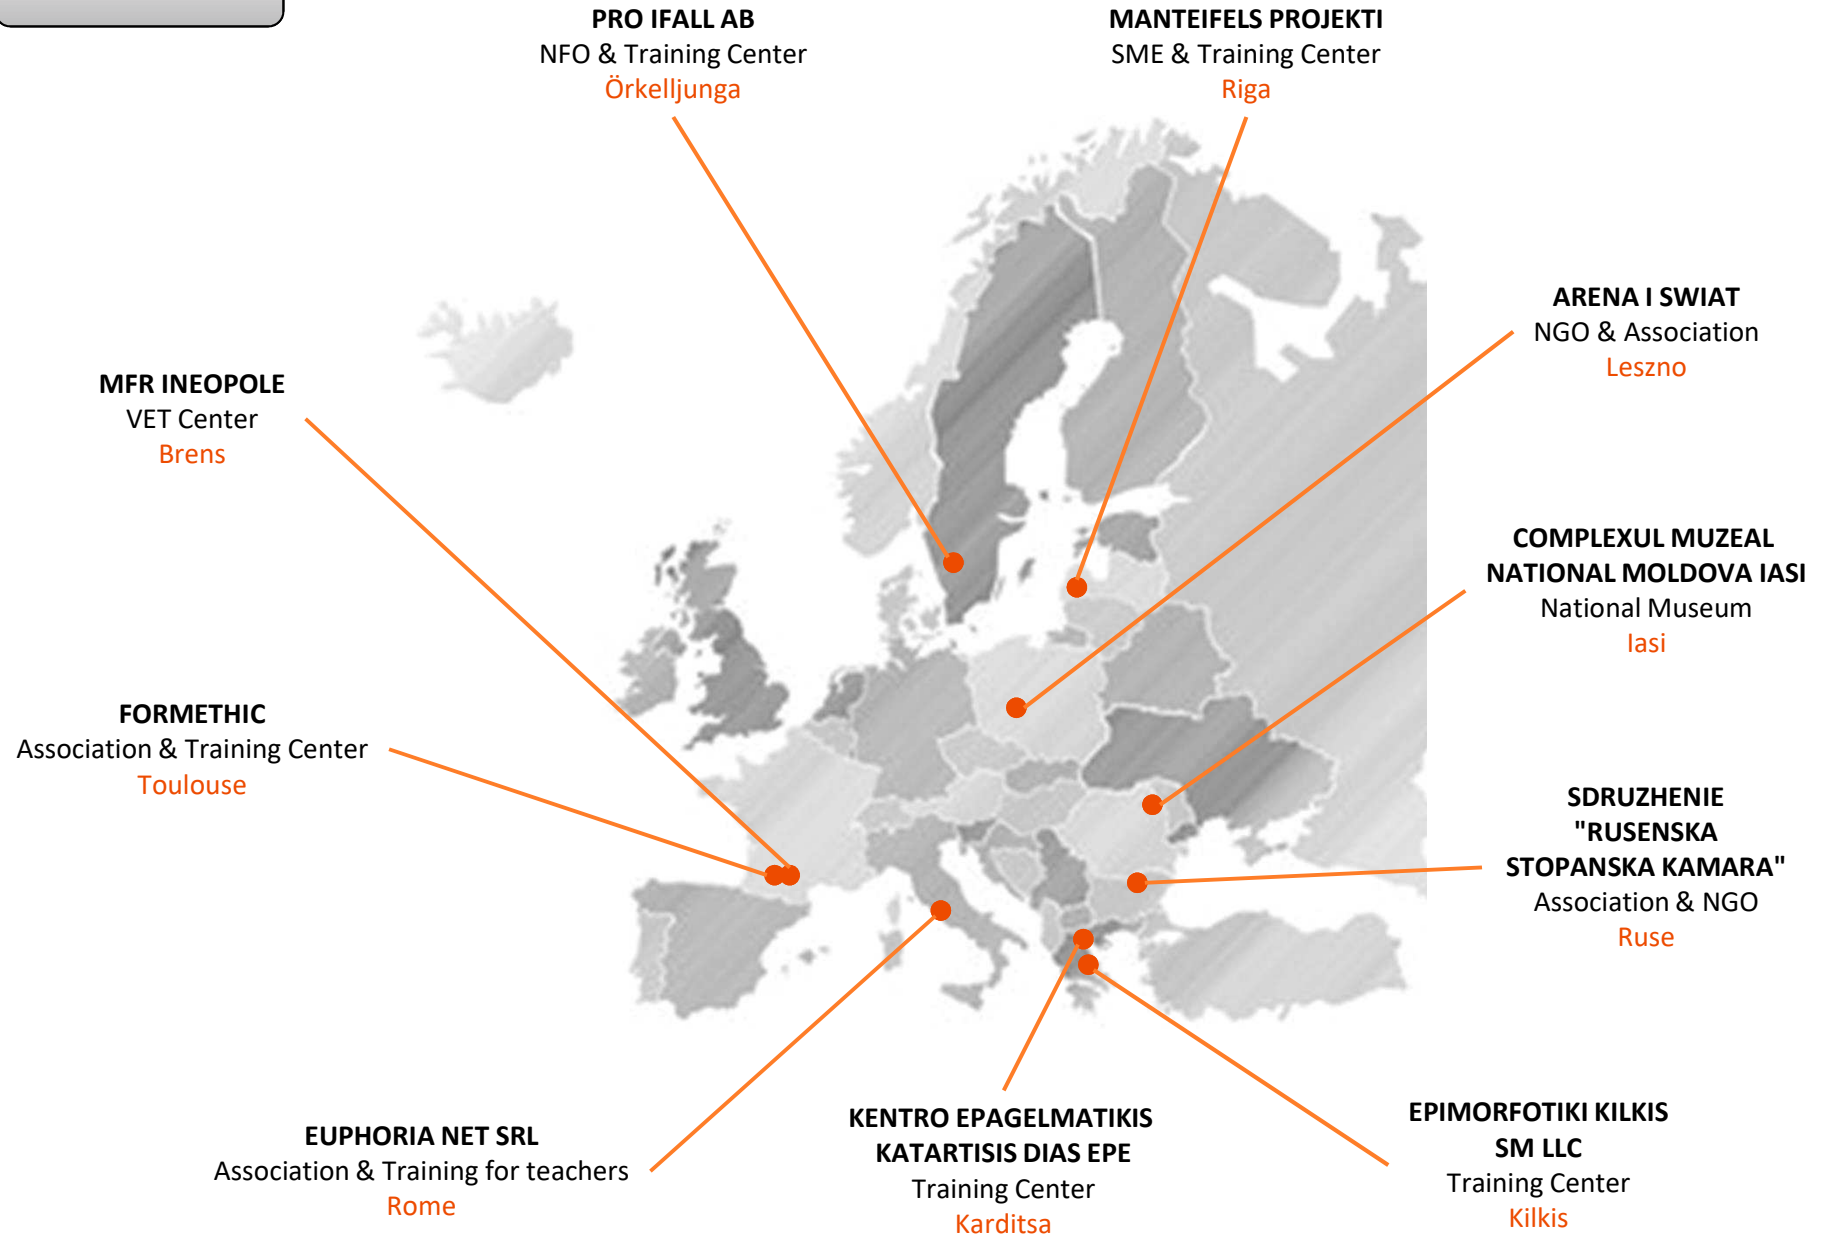 PRO IFALL AB
NFO & Training Center
Örkelljunga
MANTEIFELS PROJEKTI
SME & Training Center
Riga
ARENA I SWIAT
NGO & Association
Leszno
MFR INEOPOLE
VET Center
Brens
COMPLEXUL MUZEAL
NATIONAL MOLDOVA IASI
National Museum
Iasi
FORMETHIC
Association & Training Center
Toulouse
SDRUZHENIE
"RUSENSKA
STOPANSKA KAMARA"
Association & NGO
Ruse
EUPHORIA NET SRL
Association & Training for teachers
Rome
KENTRO EPAGELMATIKIS
KATARTISIS DIAS EPE
Training Center
Karditsa
EPIMORFOTIKI KILKIS
SM LLC
Training Center
Kilkis